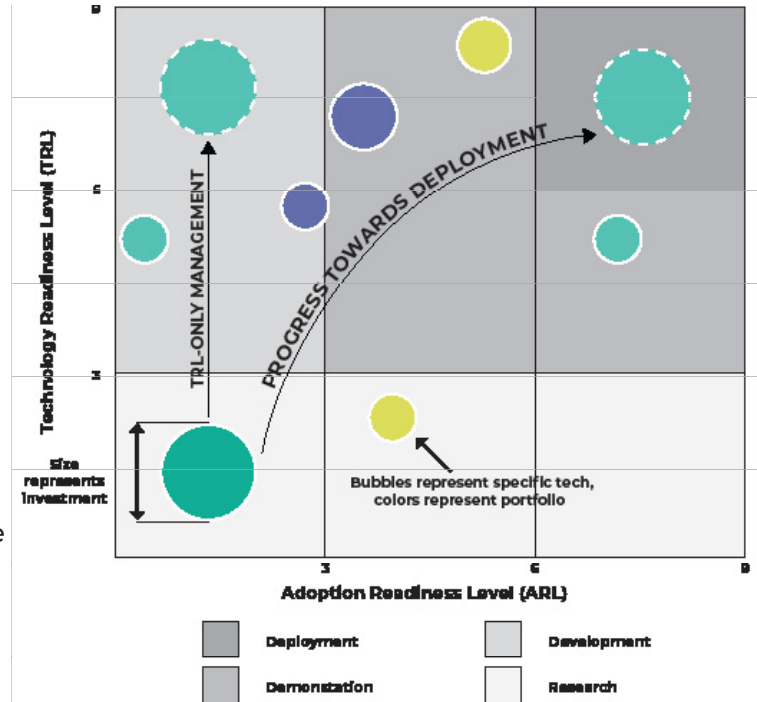 Technology Readiness Level (TRL)
TRL-ONLY MANAGEMENT
PROGRESS TOWARDS DEPLOYMENT
Size
represents
Investment
Bubbles represent specific tech,
colors represent portfolio
e
3 6 9
Adoption Readiness Level (ARL)
Deployment
Development
Demonstation
Research